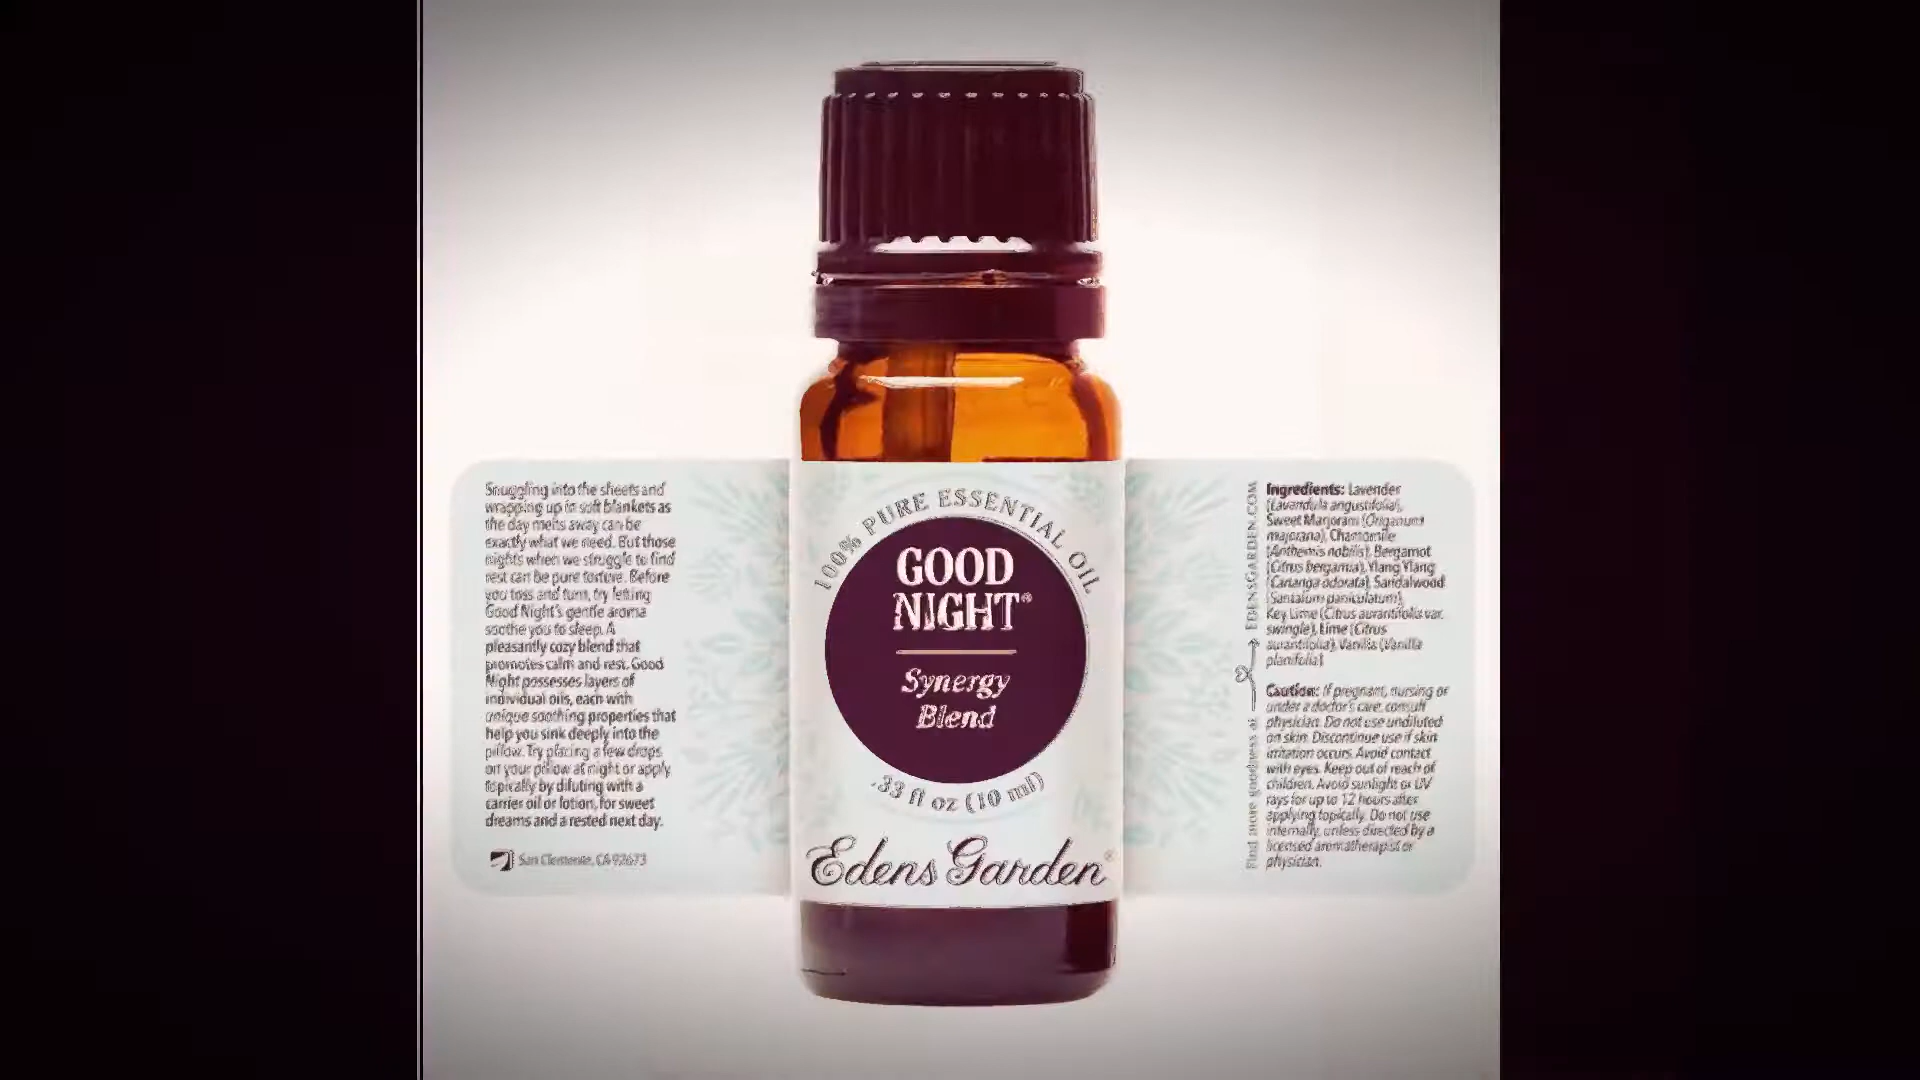 Snuggling into the sheets and
wrapping up in soft blankets as
the day melts away can be
exactly what we need. But those
nights when we struggle to find
rest can be pure torture. Before
you toss and turn, try letting
Good Night's gentle aroma
soothe you to sleep. A
pleasantly cozy blend that
promotes calm and rest, Good
Night possesses layers of
individual oils, each with
unique soothing properties that
help you sink deeply into the
pillow. Try placing a few drops
on your pillow at night or apply
topically by diluting with a
carrier oil or lotion, for sweet
dreams and a rested next day.
San Clemente, CA 92673
100% PURE ESSENTIAL OIL
GOOD
NIGHT®
Synergy
Blend
.33 fl oz (10 ml)
Edens Garden®
Find more goodness at EDENSGARDEN.COM
Ingredients: Lavender
(Lavandula angustifolia),
Sweet Marjoram (Origanum
majorana), Chamomile
(Anthemis nobilis), Bergamot
(Citrus bergamia), Ylang Ylang
(Cananga odorata), Sandalwood
(Santalum paniculatum),
Key Lime (Citrus aurantifolia var.
swingle), Lime (Citrus
aurantifolia), Vanilla (Vanilla
planifolia)
Caution: If pregnant, nursing or
under a doctor's care, consult
physician. Do not use undiluted
on skin. Discontinue use if skin
irritation occurs. Avoid contact
with eyes. Keep out of reach of
children. Avoid sunlight or UV
rays for up to 12 hours after
applying topically. Do not use
internally, unless directed by a
licensed aromatherapist or
physician.